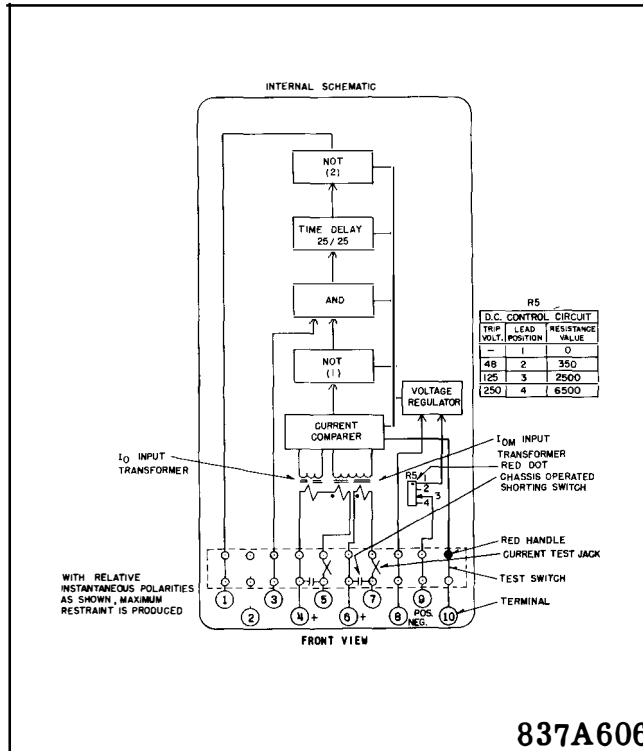 INTERNAL SCHEMATIC
NOT
(2)
TIME DELAY
25/25
AND
NOT
(1)
R5
D.C. CONTROL CIRCUIT
TRIP VOLT. LEAD POSITION RESISTANCE VALUE
— 1 0
48 2 350
125 3 2500
250 4 6500
VOLTAGE
REGULATOR
CURRENT
COMPARER
IO INPUT
TRANSFORMER
IOM INPUT
TRANSFORMER
RED DOT
CHASSIS OPERATED
SHORTING SWITCH
R5
1
2
3
4
RED HANDLE
CURRENT TEST JACK
TEST SWITCH
TERMINAL
WITH RELATIVE
INSTANTANEOUS POLARITIES
AS SHOWN, MAXIMUM
RESTRAINT IS PRODUCED
1 3 5 7 9
2 4 + 6 + 8 NEG. POS. 10
FRONT VIEW
837A606